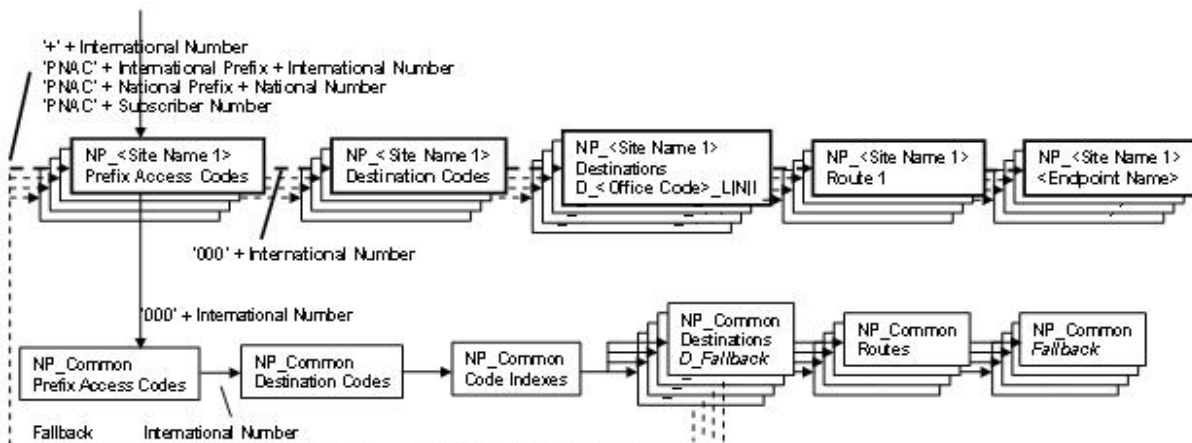 '+' + International Number
'PNAC' + International Prefix + International Number
'PNAC' + National Prefix + National Number
'PNAC' + Subscriber Number
NP_<Site Name 1>
Prefix Access Codes
NP_<Site Name 1>
Destination Codes
NP_<Site Name 1>
Destinations
D_<Office Code>_L|N|I
NP_<Site Name 1>
Route 1
NP_<Site Name 1>
<Endpoint Name>
'000' + International Number
'000' + International Number
NP_Common
Prefix Access Codes
NP_Common
Destination Codes
NP_Common
Code Indexes
NP_Common
Destinations
D_Fallback
NP_Common
Routes
NP_Common
Fallback
Fallback
International Number